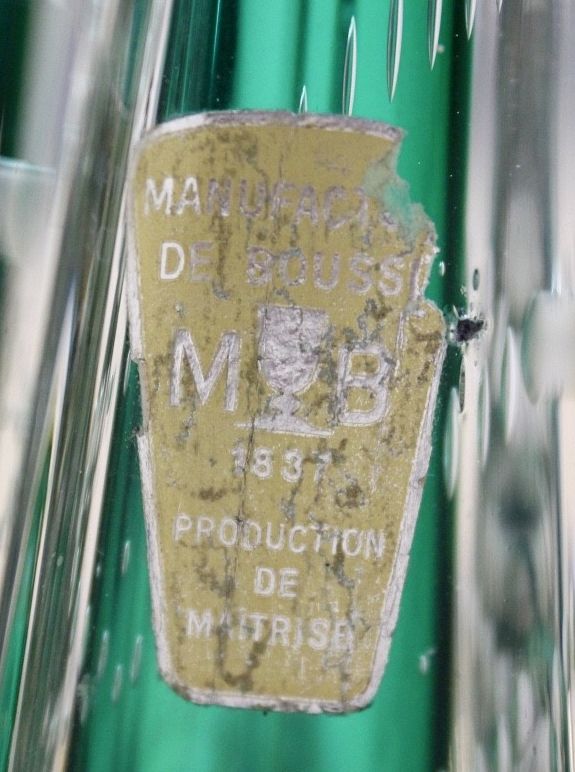 MANUFACT
DE BOUSS
M B
1837
PRODUCTION
DE
MAITRISE